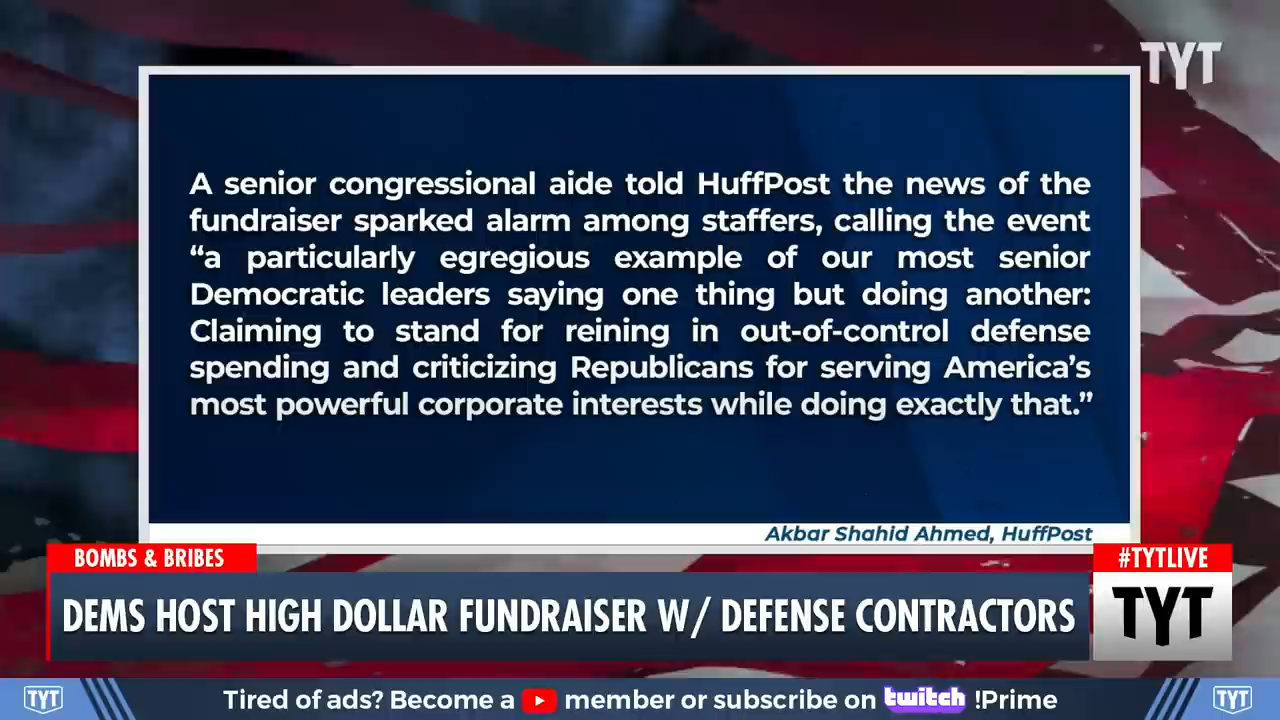 TYT
A senior congressional aide told HuffPost the news of the
fundraiser sparked alarm among staffers, calling the event
“a particularly egregious example of our most senior
Democratic leaders saying one thing but doing another:
Claiming to stand for reining in out-of-control defense
spending and criticizing Republicans for serving America’s
most powerful corporate interests while doing exactly that.”
Akbar Shahid Ahmed, HuffPost
BOMBS & BRIBES
#TYTLIVE
DEMS HOST HIGH DOLLAR FUNDRAISER W/ DEFENSE CONTRACTORS
TYT
TYT
Tired of ads? Become a member or subscribe on twitch !Prime
TYT